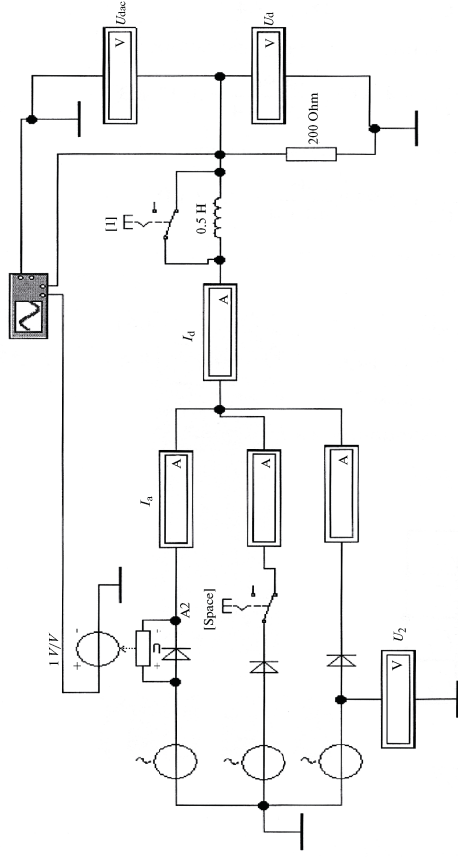 1 V/V
+ -
[1]
Udac
V
+ -
Ia
A2
A
Id
A
0.5 H
[Space]
A
Ud
V
200 Ohm
A
U2
V